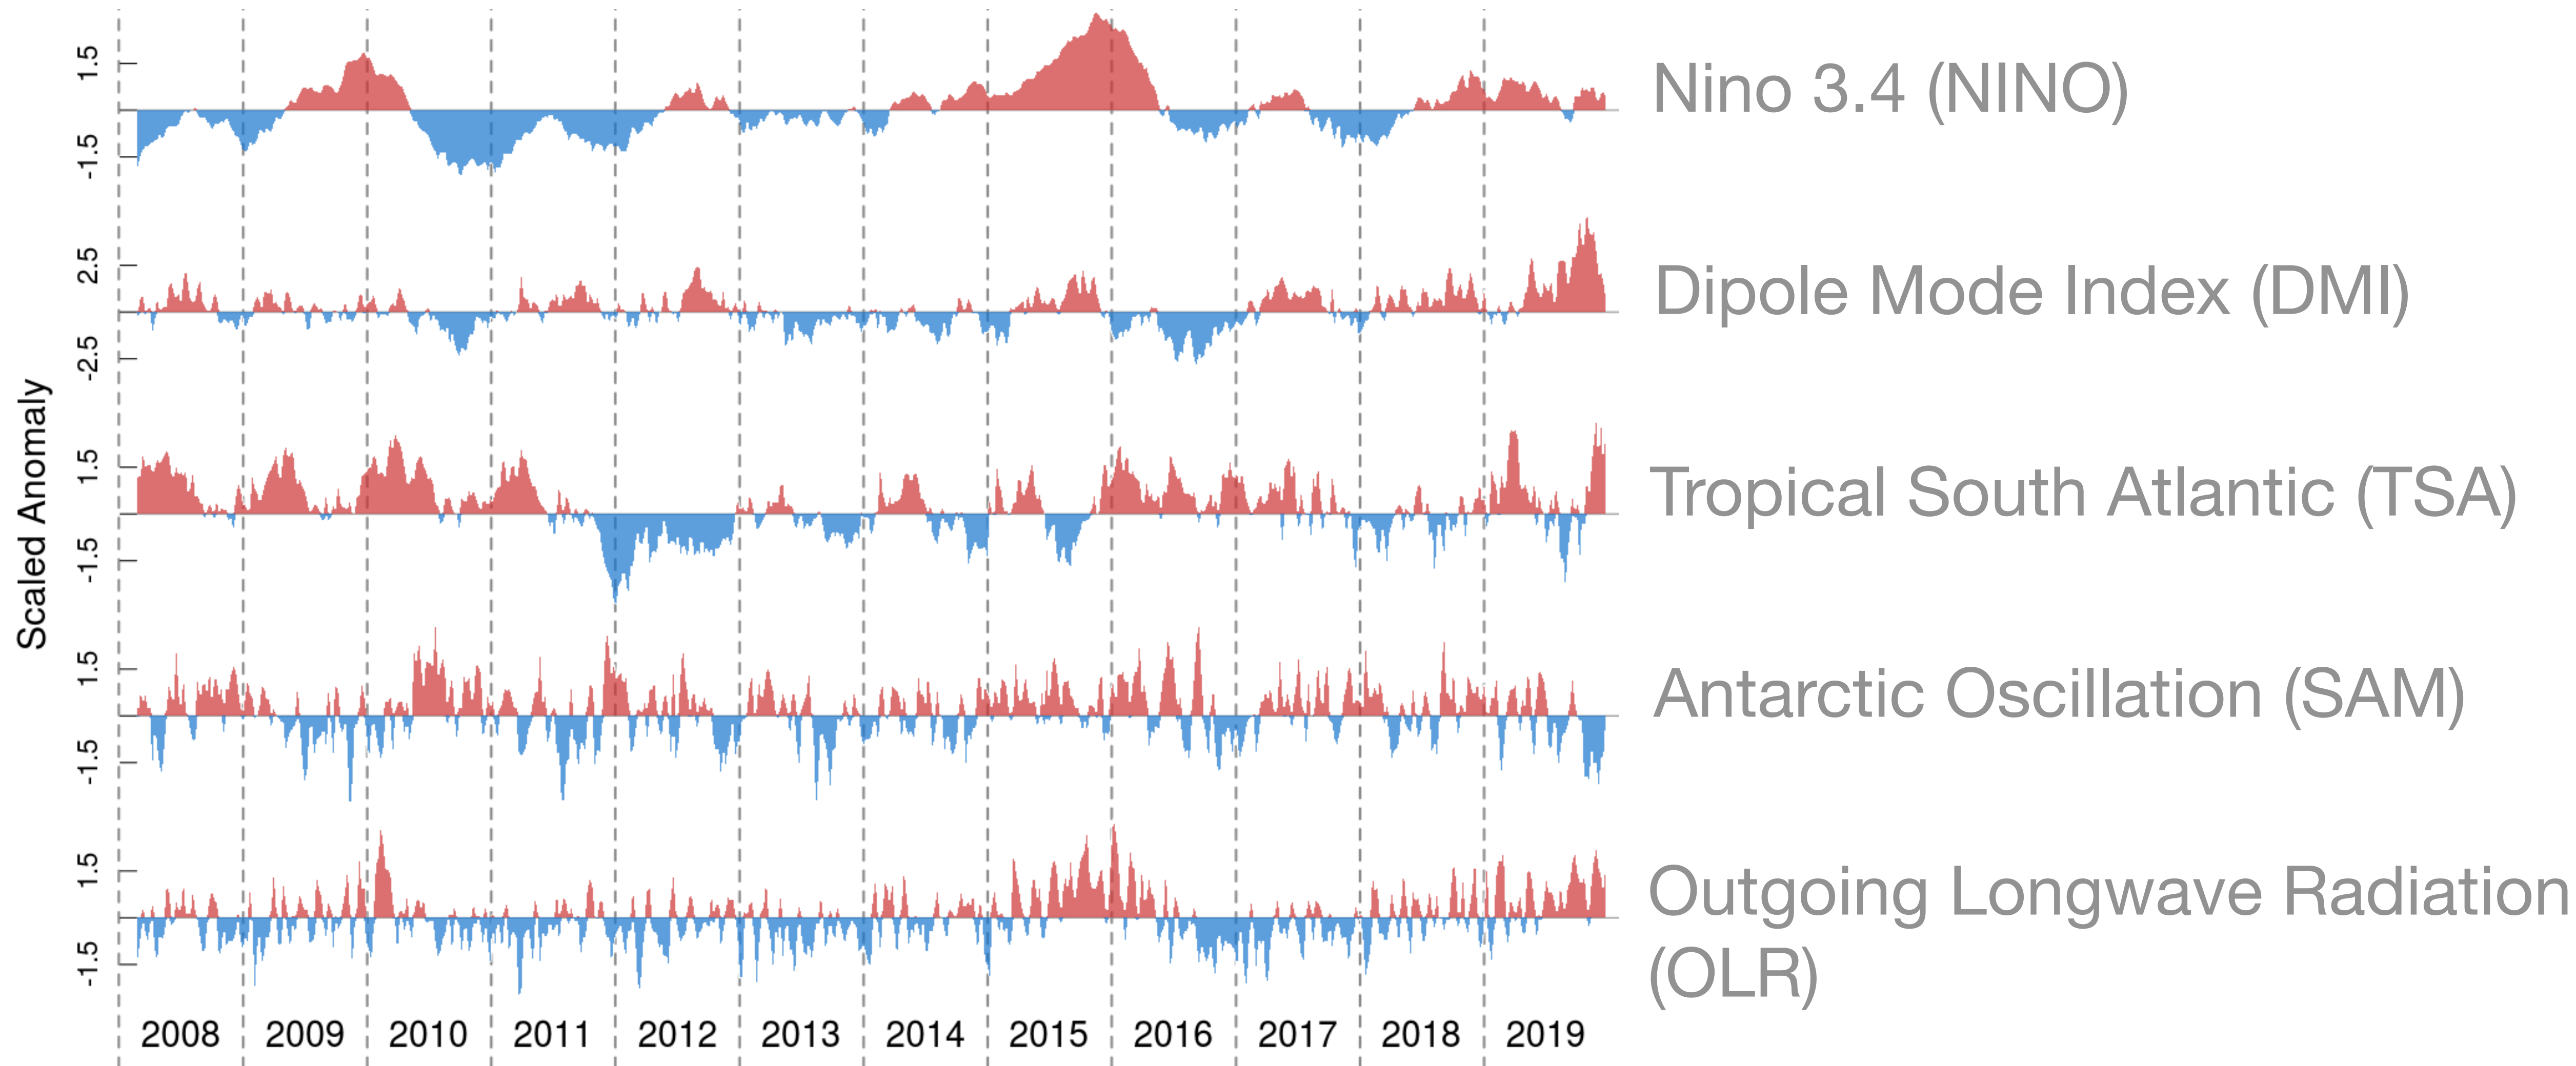 Scaled Anomaly
1.5
-1.5
Nino 3.4 (NINO)
2.5
-2.5
Dipole Mode Index (DMI)
1.5
-1.5
Tropical South Atlantic (TSA)
1.5
-1.5
Antarctic Oscillation (SAM)
1.5
-1.5
Outgoing Longwave Radiation
(OLR)
2008 2009 2010 2011 2012 2013 2014 2015 2016 2017 2018 2019